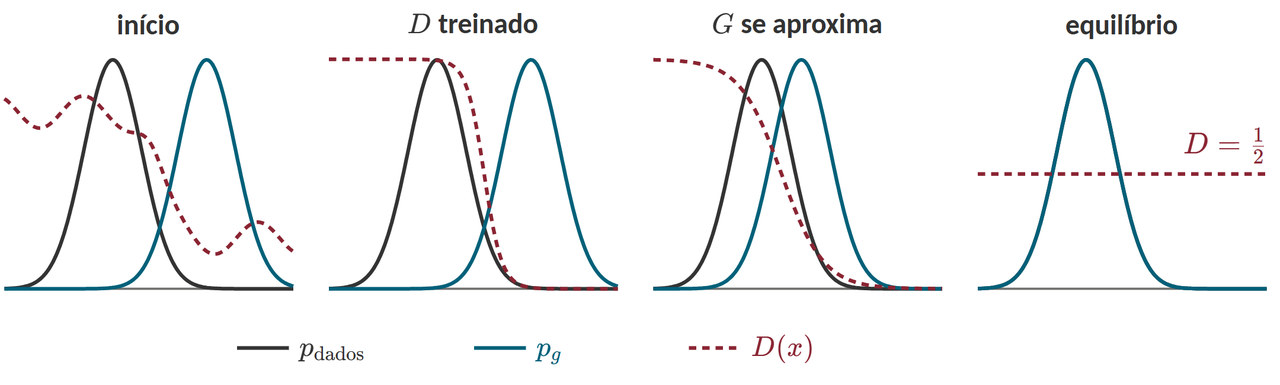 início
D treinado
G se aproxima
equilíbrio
D = 1/2
p_dados
p_g
D(x)